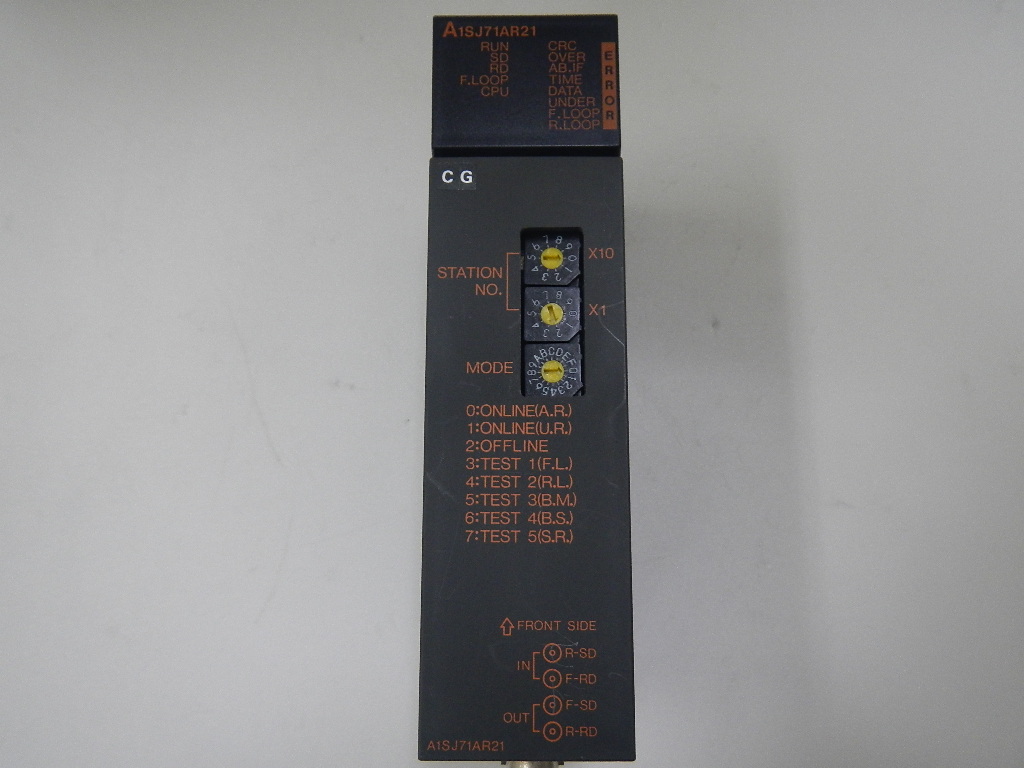 A1SJ71AR21
RUN CRC
SD OVER
RD AB.IF
F.LOOP TIME
CPU DATA
UNDER
F.LOOP
R.LOOP
ERROR
C G
STATION NO.
X10
X1
MODE
0:ONLINE(A.R.)
1:ONLINE(U.R.)
2:OFFLINE
3:TEST 1(F.L.)
4:TEST 2(R.L.)
5:TEST 3(B.M.)
6:TEST 4(B.S.)
7:TEST 5(S.R.)
FRONT SIDE
IN
R-SD
F-RD
OUT
F-SD
R-RD
A1SJ71AR21